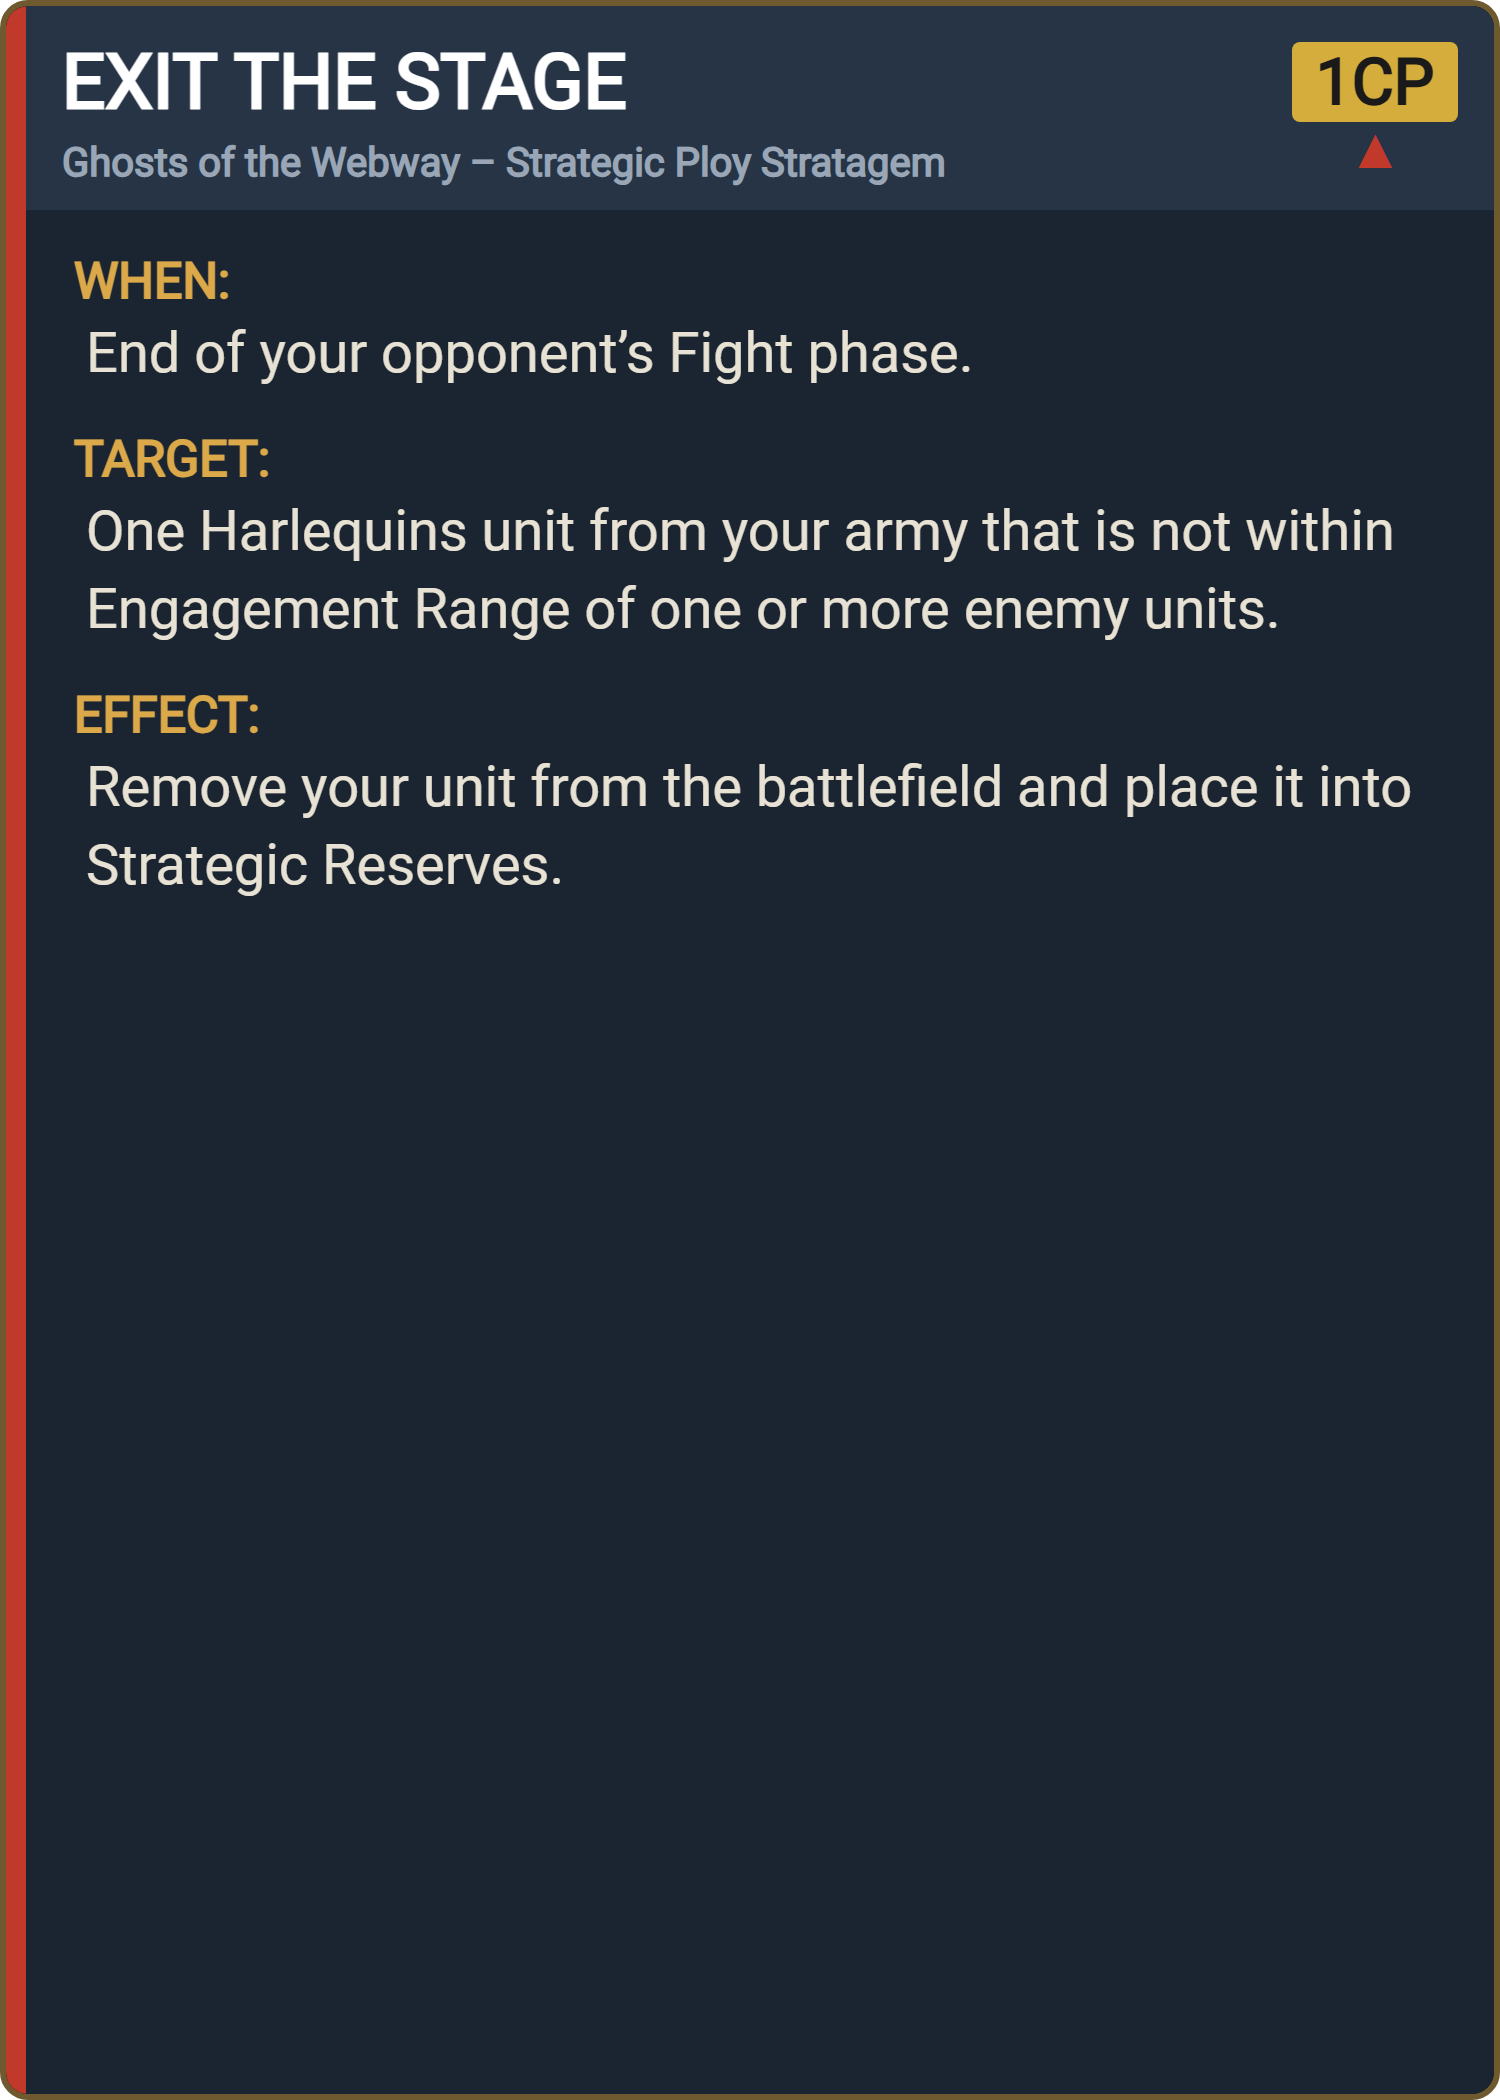 EXIT THE STAGE
1CP
Ghosts of the Webway – Strategic Ploy Stratagem
WHEN:
End of your opponent’s Fight phase.
TARGET:
One Harlequins unit from your army that is not within
Engagement Range of one or more enemy units.
EFFECT:
Remove your unit from the battlefield and place it into
Strategic Reserves.